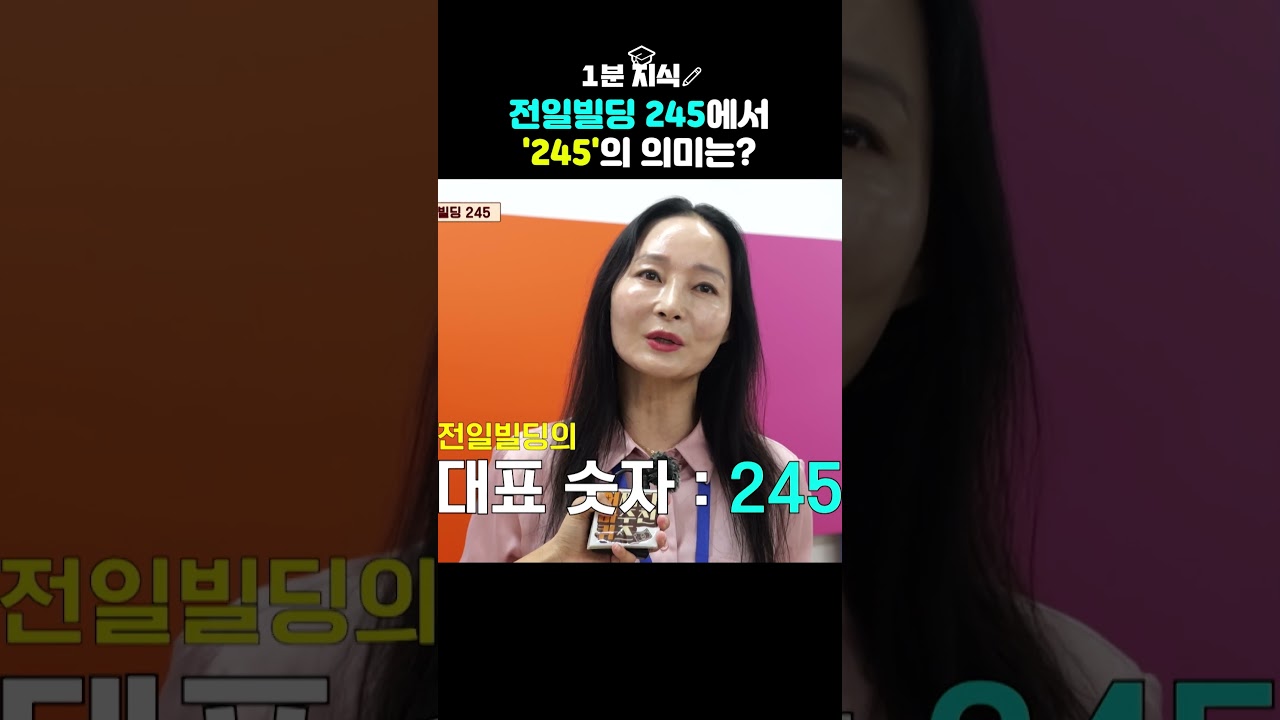 1분 지식
전일빌딩 245에서
'245'의 의미는?
빌딩 245
전일빌딩의
대표 숫자 : 245
전일빌딩의